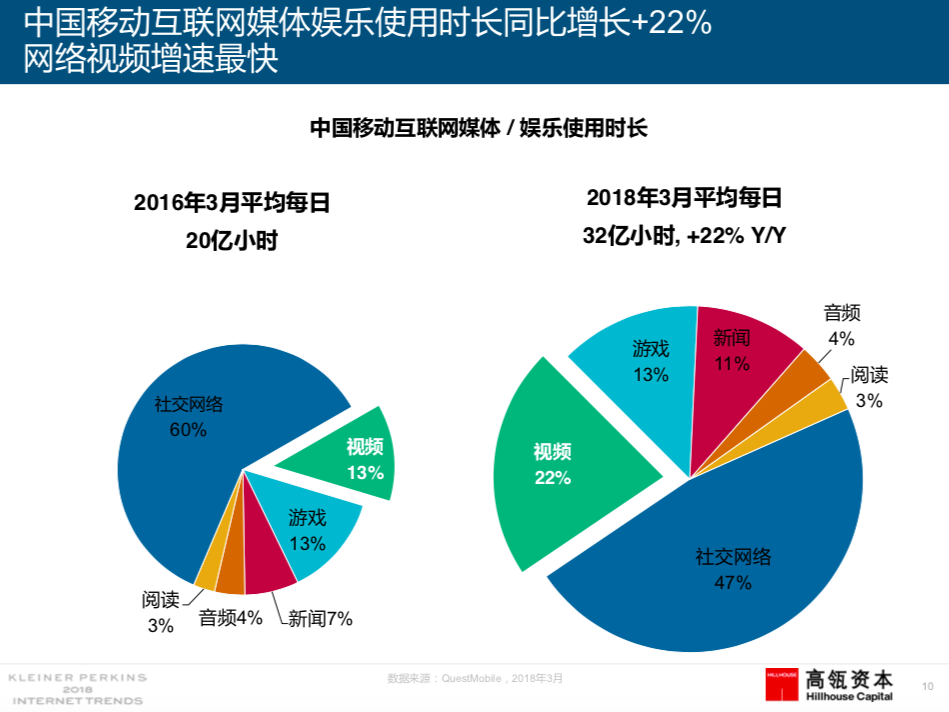 中国移动互联网媒体娱乐使用时长同比增长+22%
网络视频增速最快
中国移动互联网媒体 / 娱乐使用时长
2016年3月平均每日
20亿小时
社交网络
60%
视频
13%
游戏
13%
新闻7%
音频4%
阅读
3%
2018年3月平均每日
32亿小时, +22% Y/Y
视频
22%
游戏
13%
新闻
11%
音频
4%
阅读
3%
社交网络
47%
KLEINER PERKINS
2018
INTERNET TRENDS
数据来源：QuestMobile，2018年3月
HILLHOUSE
高瓴资本
Hillhouse Capital
10